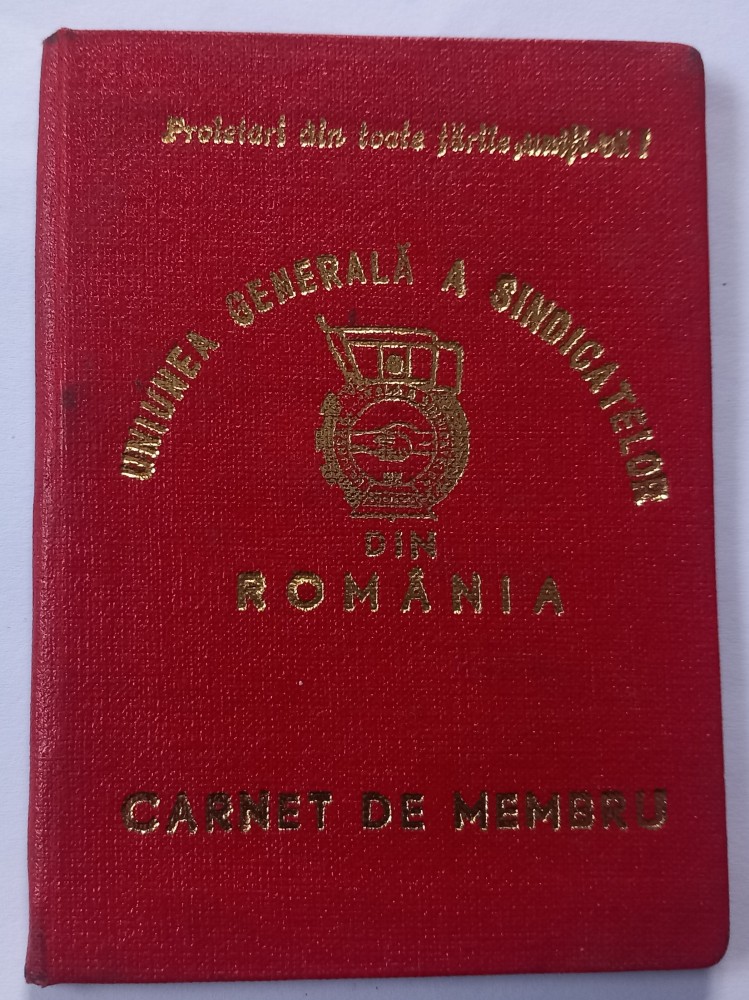 Proletari din toate țările, uniți-vă !
UNIUNEA GENERALĂ A SINDICATELOR
DIN
ROMÂNIA
CARNET DE MEMBRU